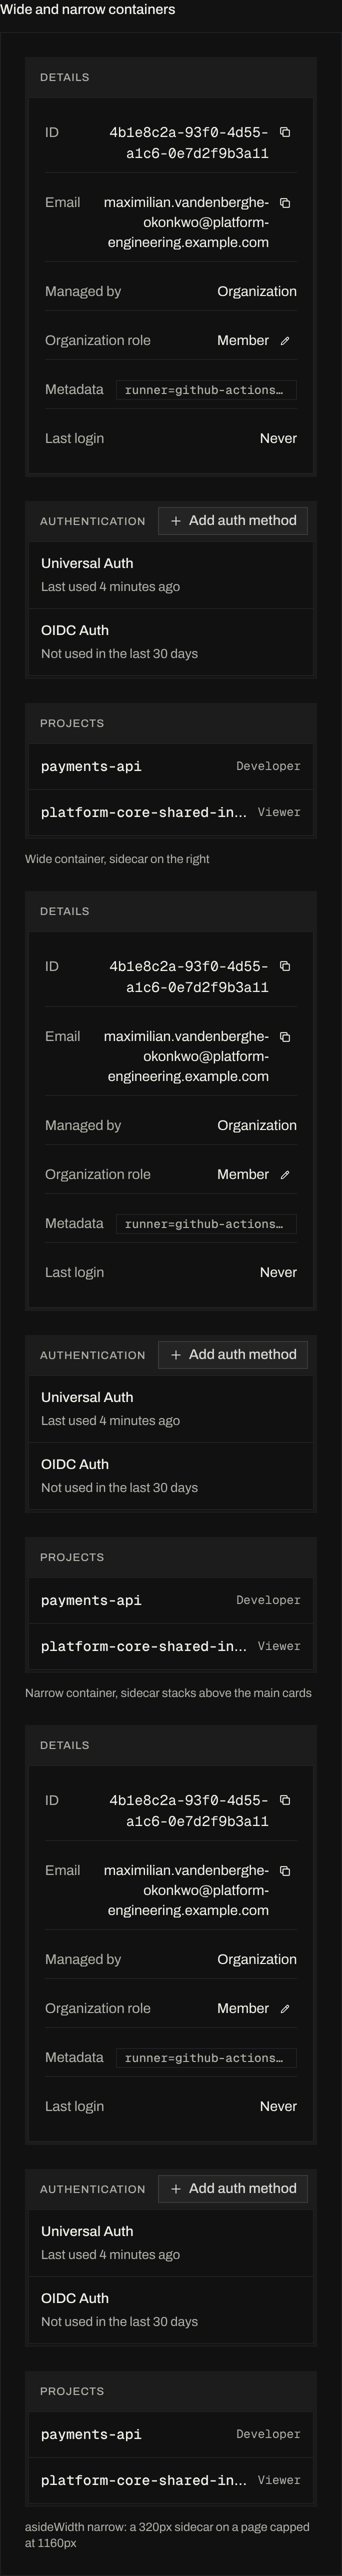 Wide and narrow containers
DETAILS
ID
4b1e8c2a-93f0-4d55-
a1c6-0e7d2f9b3a11
Email
maximilian.vandenberghe-
okonkwo@platform-
engineering.example.com
Managed by
Organization
Organization role
Member
Metadata
runner=github-actions…
Last login
Never
AUTHENTICATION
Add auth method
Universal Auth
Last used 4 minutes ago
OIDC Auth
Not used in the last 30 days
PROJECTS
payments-api
Developer
platform-core-shared-in…
Viewer
Wide container, sidecar on the right
DETAILS
ID
4b1e8c2a-93f0-4d55-
a1c6-0e7d2f9b3a11
Email
maximilian.vandenberghe-
okonkwo@platform-
engineering.example.com
Managed by
Organization
Organization role
Member
Metadata
runner=github-actions…
Last login
Never
AUTHENTICATION
Add auth method
Universal Auth
Last used 4 minutes ago
OIDC Auth
Not used in the last 30 days
PROJECTS
payments-api
Developer
platform-core-shared-in…
Viewer
Narrow container, sidecar stacks above the main cards
DETAILS
ID
4b1e8c2a-93f0-4d55-
a1c6-0e7d2f9b3a11
Email
maximilian.vandenberghe-
okonkwo@platform-
engineering.example.com
Managed by
Organization
Organization role
Member
Metadata
runner=github-actions…
Last login
Never
AUTHENTICATION
Add auth method
Universal Auth
Last used 4 minutes ago
OIDC Auth
Not used in the last 30 days
PROJECTS
payments-api
Developer
platform-core-shared-in…
Viewer
asideWidth narrow: a 320px sidecar on a page capped
at 1160px